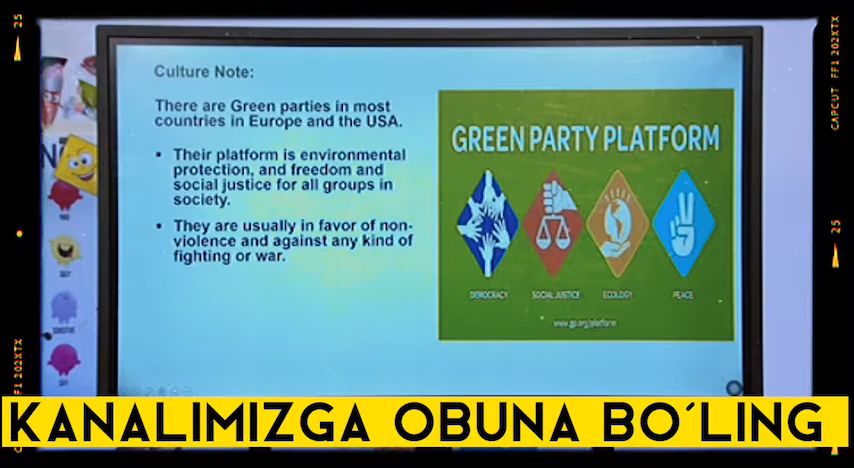 25
25
CAPCUT FF1 202XTX
Culture Note:
There are Green parties in most
countries in Europe and the USA.
▪ Their platform is environmental
protection, and freedom and
social justice for all groups in
society.
▪ They are usually in favor of non-
violence and against any kind of
fighting or war.
GREEN PARTY PLATFORM
DEMOCRACY
SOCIAL JUSTICE
ECOLOGY
PEACE
www.gp.org/platform
KANALIMIZGA OBUNA BO´LING